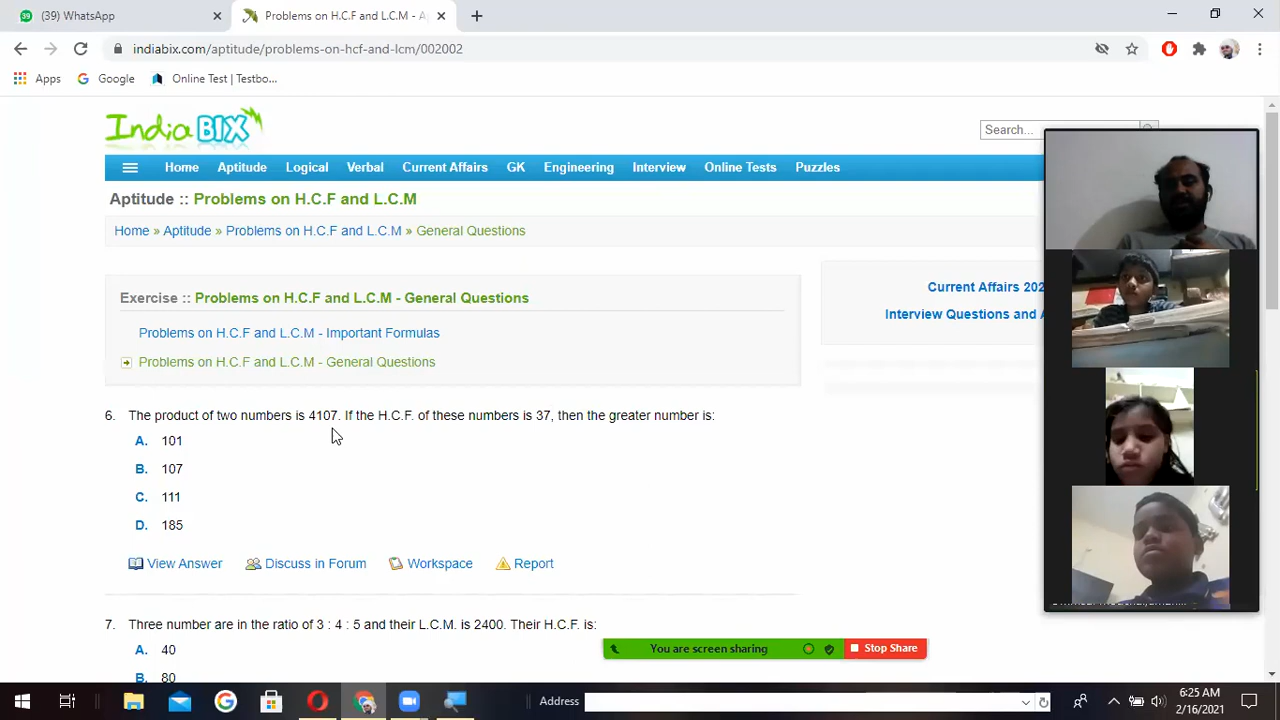 (39) WhatsApp
Problems on H.C.F and L.C.M - A
indiabix.com/aptitude/problems-on-hcf-and-lcm/002002
Apps
Google
Online Test | Testbo...
India BIX
Search...
Home
Aptitude
Logical
Verbal
Current Affairs
GK
Engineering
Interview
Online Tests
Puzzles
Aptitude :: Problems on H.C.F and L.C.M
Home » Aptitude » Problems on H.C.F and L.C.M » General Questions
Exercise :: Problems on H.C.F and L.C.M - General Questions
Problems on H.C.F and L.C.M - Important Formulas
Problems on H.C.F and L.C.M - General Questions
Current Affairs 202
Interview Questions and A
6. The product of two numbers is 4107. If the H.C.F. of these numbers is 37, then the greater number is:
A. 101
B. 107
C. 111
D. 185
View Answer
Discuss in Forum
Workspace
Report
7. Three number are in the ratio of 3 : 4 : 5 and their L.C.M. is 2400. Their H.C.F. is:
A. 40
B. 80
You are screen sharing
Stop Share
Address
6:25 AM
2/16/2021